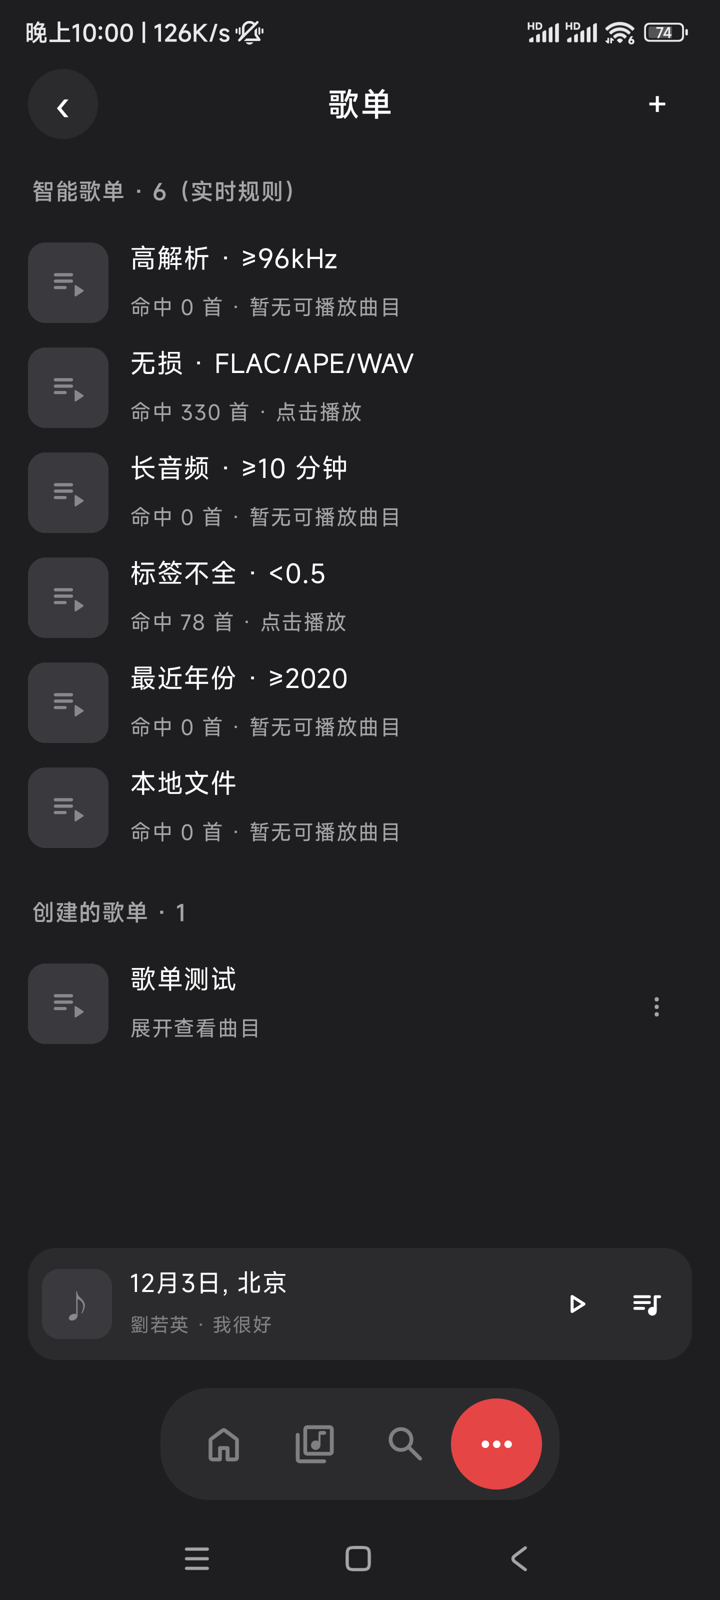 晚上10:00 | 126K/s
HD HD 6 74
歌单
智能歌单 · 6（实时规则）
高解析 · ≥96kHz
命中 0 首 · 暂无可播放曲目
无损 · FLAC/APE/WAV
命中 330 首 · 点击播放
长音频 · ≥10 分钟
命中 0 首 · 暂无可播放曲目
标签不全 · <0.5
命中 78 首 · 点击播放
最近年份 · ≥2020
命中 0 首 · 暂无可播放曲目
本地文件
命中 0 首 · 暂无可播放曲目
创建的歌单 · 1
歌单测试
展开查看曲目
12月3日, 北京
劉若英 · 我很好